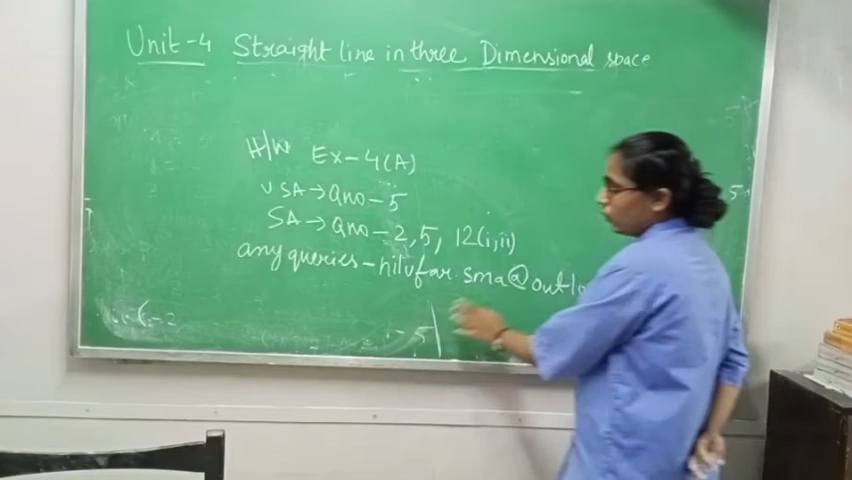 Unit-4 Straight line in three Dimensional space
H/W Ex-4(A)
VSA→Qno-5
SA→Qno-2,5, 12(i,ii)
any queries-nilufar.sma@outlo